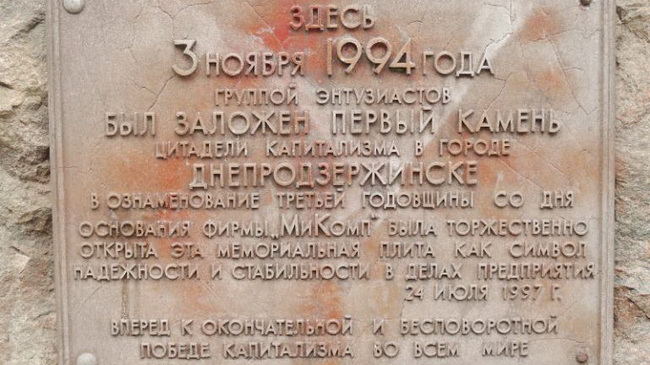 ЗДЕСЬ
3 НОЯБРЯ 1994 ГОДА
ГРУППОЙ ЭНТУЗИАСТОВ
БЫЛ ЗАЛОЖЕН ПЕРВЫЙ КАМЕНЬ
ЦИТАДЕЛИ КАПИТАЛИЗМА В ГОРОДЕ
ДНЕПРОДЗЕРЖИНСКЕ
В ОЗНАМЕНОВАНИЕ ТРЕТЬЕЙ ГОДОВЩИНЫ СО ДНЯ
ОСНОВАНИЯ ФИРМЫ „МиКомп" БЫЛА ТОРЖЕСТВЕННО
ОТКРЫТА ЭТА МЕМОРИАЛЬНАЯ ПЛИТА КАК СИМВОЛ
НАДЕЖНОСТИ И СТАБИЛЬНОСТИ В ДЕЛАХ ПРЕДПРИЯТИЯ
24 ИЮЛЯ 1997 Г.
ВПЕРЕД К ОКОНЧАТЕЛЬНОЙ И БЕСПОВОРОТНОЙ
ПОБЕДЕ КАПИТАЛИЗМА ВО ВСЕМ МИРЕ